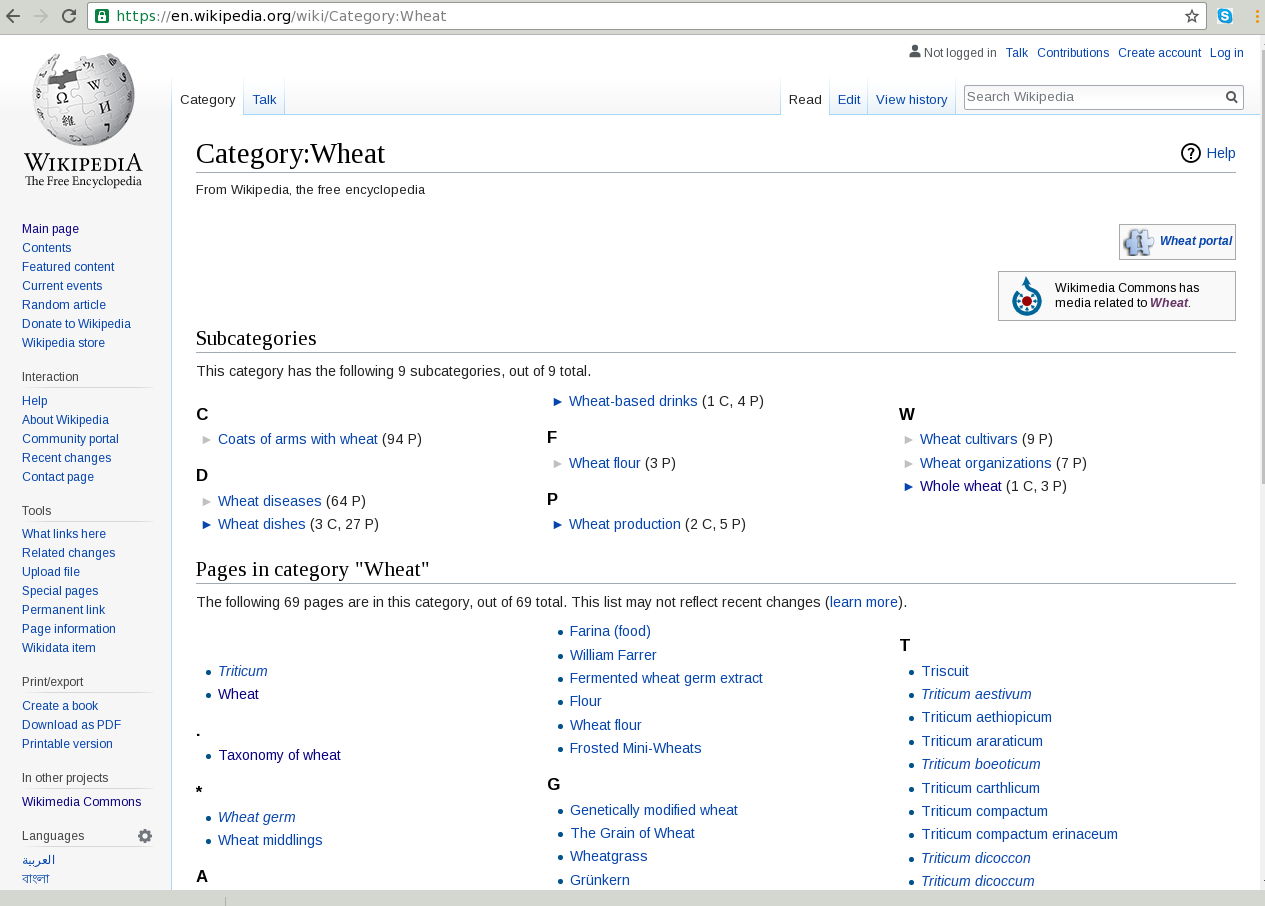 https://en.wikipedia.org/wiki/Category:Wheat
Not logged in Talk Contributions Create account Log in
Category Talk Read Edit View history Search Wikipedia
WIKIPEDIA
The Free Encyclopedia
Main page
Contents
Featured content
Current events
Random article
Donate to Wikipedia
Wikipedia store
Interaction
Help
About Wikipedia
Community portal
Recent changes
Contact page
Tools
What links here
Related changes
Upload file
Special pages
Permanent link
Page information
Wikidata item
Print/export
Create a book
Download as PDF
Printable version
In other projects
Wikimedia Commons
Languages
العربية
বাংলা
Category:Wheat
Help
From Wikipedia, the free encyclopedia
Wheat portal
Wikimedia Commons has
media related to Wheat.
Subcategories
This category has the following 9 subcategories, out of 9 total.
C
► Coats of arms with wheat (94 P)
D
► Wheat diseases (64 P)
► Wheat dishes (3 C, 27 P)
► Wheat-based drinks (1 C, 4 P)
F
► Wheat flour (3 P)
P
► Wheat production (2 C, 5 P)
W
► Wheat cultivars (9 P)
► Wheat organizations (7 P)
► Whole wheat (1 C, 3 P)
Pages in category "Wheat"
The following 69 pages are in this category, out of 69 total. This list may not reflect recent changes (learn more).
• Triticum
• Wheat
.
• Taxonomy of wheat
*
• Wheat germ
• Wheat middlings
A
• Farina (food)
• William Farrer
• Fermented wheat germ extract
• Flour
• Wheat flour
• Frosted Mini-Wheats
G
• Genetically modified wheat
• The Grain of Wheat
• Wheatgrass
• Grünkern
T
• Triscuit
• Triticum aestivum
• Triticum aethiopicum
• Triticum araraticum
• Triticum boeoticum
• Triticum carthlicum
• Triticum compactum
• Triticum compactum erinaceum
• Triticum dicoccon
• Triticum dicoccum